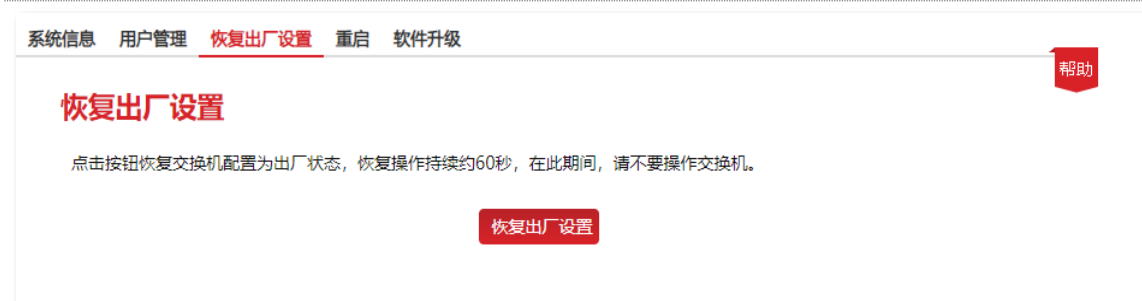 系统信息 用户管理 恢复出厂设置 重启 软件升级
帮助
恢复出厂设置
点击按钮恢复交换机配置为出厂状态，恢复操作持续约60秒，在此期间，请不要操作交换机。
恢复出厂设置